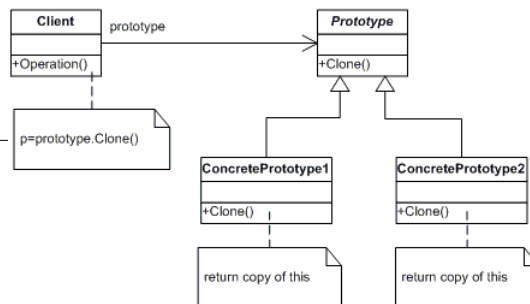 Client
prototype
Prototype
+Operation()
+Clone()
p=prototype.Clone()
ConcretePrototype1
ConcretePrototype2
+Clone()
+Clone()
return copy of this
return copy of this